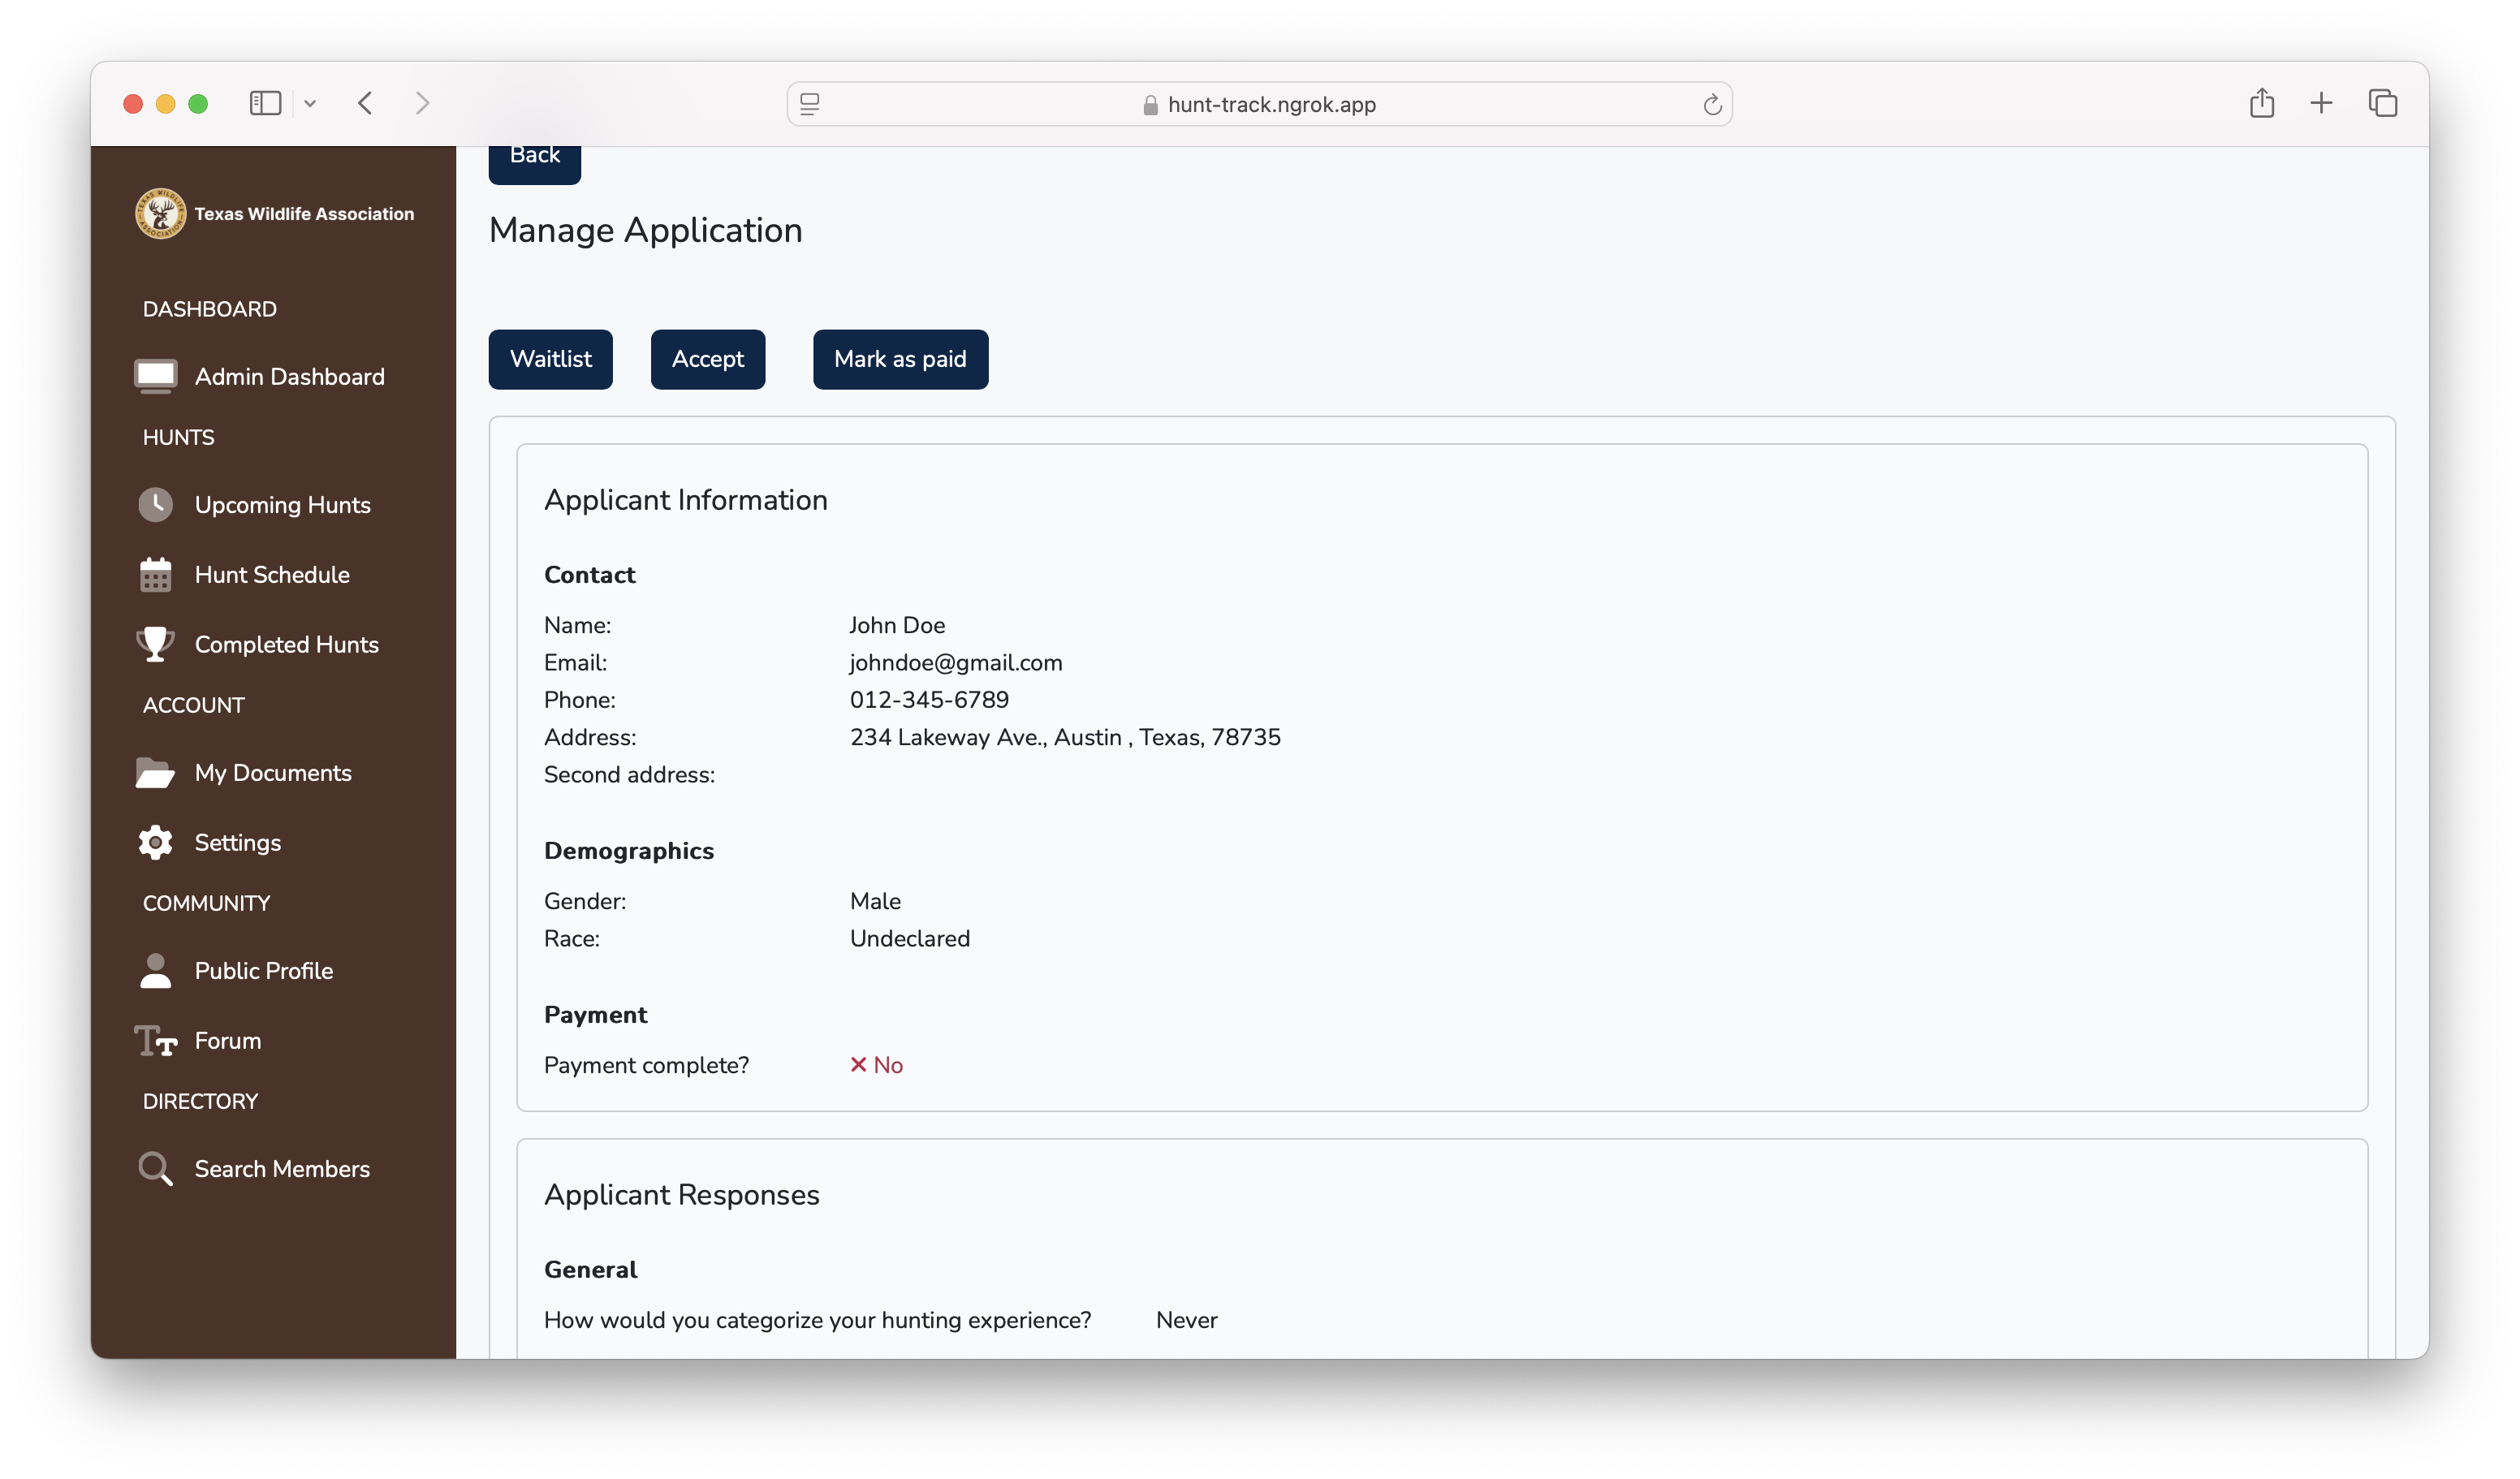 hunt-track.ngrok.app
Texas Wildlife Association
DASHBOARD
Admin Dashboard
HUNTS
Upcoming Hunts
Hunt Schedule
Completed Hunts
ACCOUNT
My Documents
Settings
COMMUNITY
Public Profile
Forum
DIRECTORY
Search Members
Back
Manage Application
Waitlist Accept Mark as paid
Applicant Information
Contact
Name: John Doe
Email: johndoe@gmail.com
Phone: 012-345-6789
Address: 234 Lakeway Ave., Austin , Texas, 78735
Second address:
Demographics
Gender: Male
Race: Undeclared
Payment
Payment complete? ✕ No
Applicant Responses
General
How would you categorize your hunting experience? Never